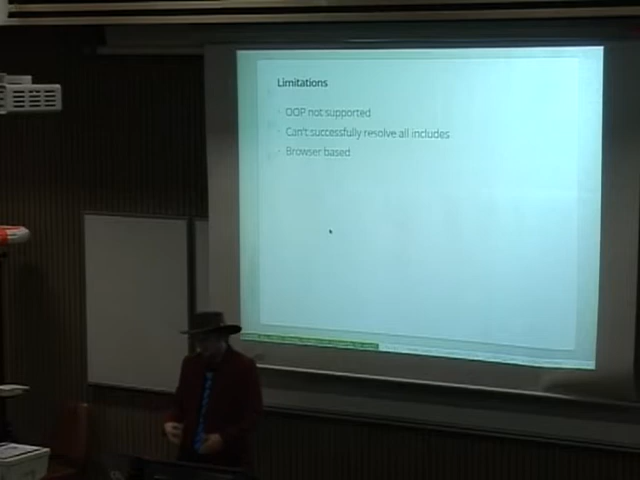 Limitations
OOP not supported
Can't successfully resolve all includes
Browser based